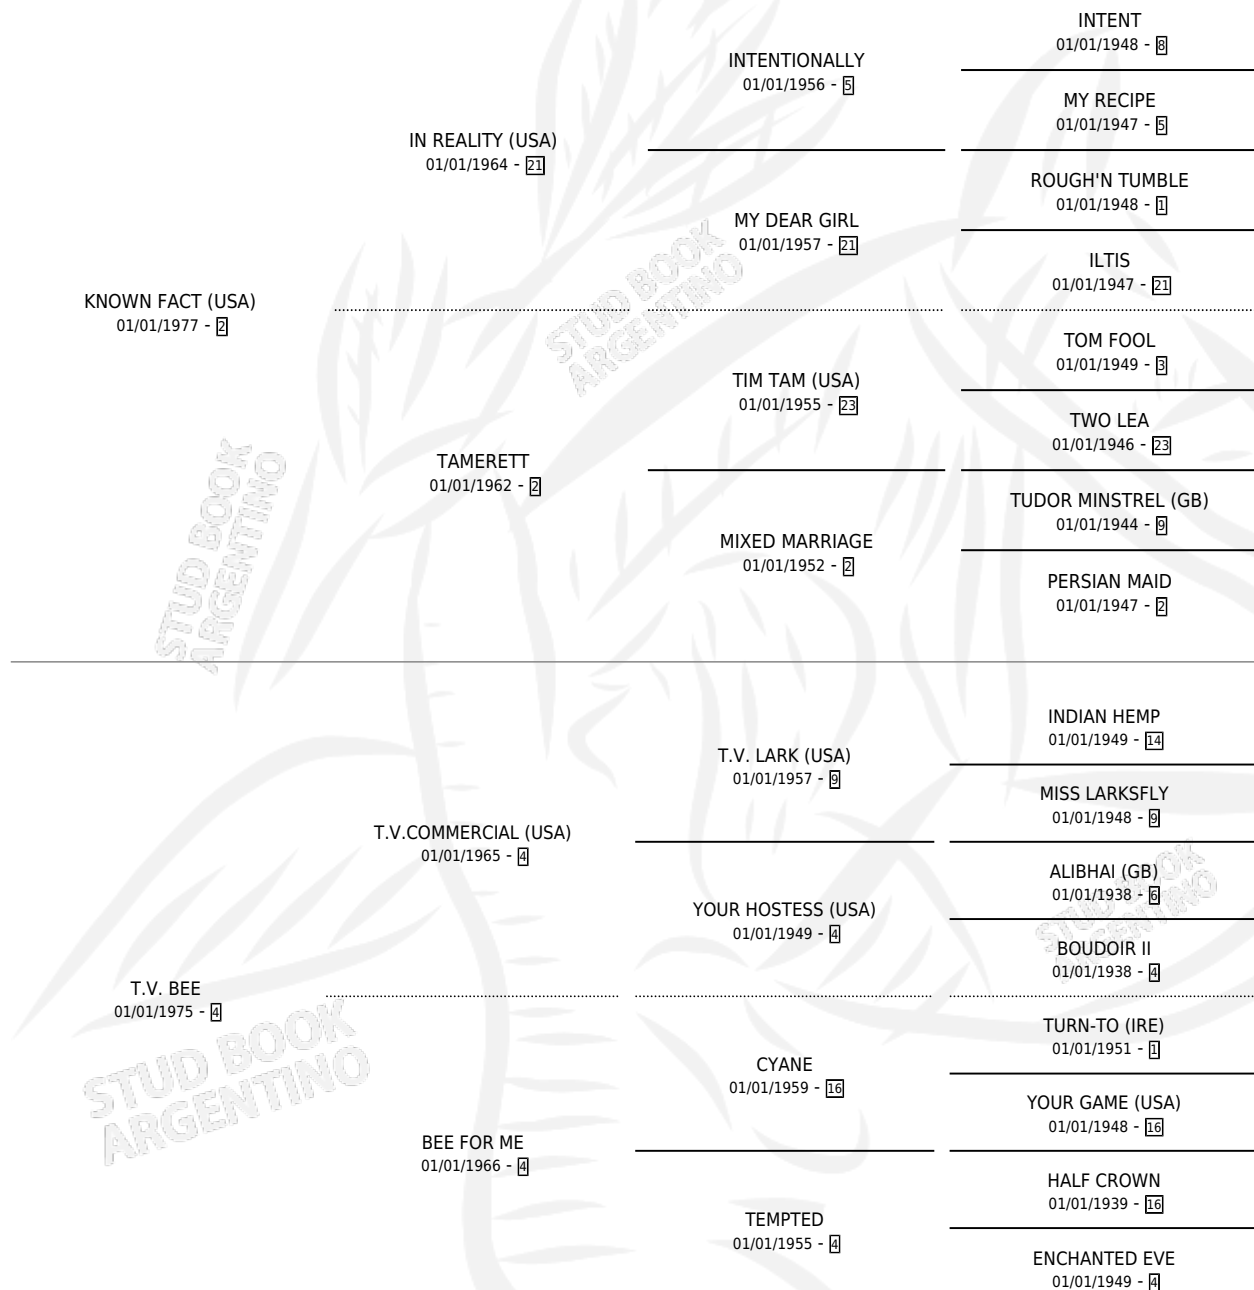 INTENT
01/01/1948 - 8
INTENTIONALLY
01/01/1956 - 5
MY RECIPE
01/01/1947 - 5
IN REALITY (USA)
01/01/1964 - 21
ROUGH'N TUMBLE
01/01/1948 - 1
MY DEAR GIRL
01/01/1957 - 21
ILTIS
01/01/1947 - 21
KNOWN FACT (USA)
01/01/1977 - 2
TOM FOOL
01/01/1949 - 3
TIM TAM (USA)
01/01/1955 - 23
TWO LEA
01/01/1946 - 23
TAMERETT
01/01/1962 - 2
TUDOR MINSTREL (GB)
01/01/1944 - 9
MIXED MARRIAGE
01/01/1952 - 2
PERSIAN MAID
01/01/1947 - 2
INDIAN HEMP
01/01/1949 - 14
T.V. LARK (USA)
01/01/1957 - 9
MISS LARKSFLY
01/01/1948 - 9
T.V.COMMERCIAL (USA)
01/01/1965 - 4
ALIBHAI (GB)
01/01/1938 - 6
YOUR HOSTESS (USA)
01/01/1949 - 4
BOUDOIR II
01/01/1938 - 4
T.V. BEE
01/01/1975 - 4
TURN-TO (IRE)
01/01/1951 - 1
CYANE
01/01/1959 - 16
YOUR GAME (USA)
01/01/1948 - 16
BEE FOR ME
01/01/1966 - 4
HALF CROWN
01/01/1939 - 16
TEMPTED
01/01/1955 - 4
ENCHANTED EVE
01/01/1949 - 4
STUD BOOK
ARGENTINO
STUD BOOK
ARGENTINO
STUD BOOK
ARGENTINO
STUD BOOK
ARGENTINO